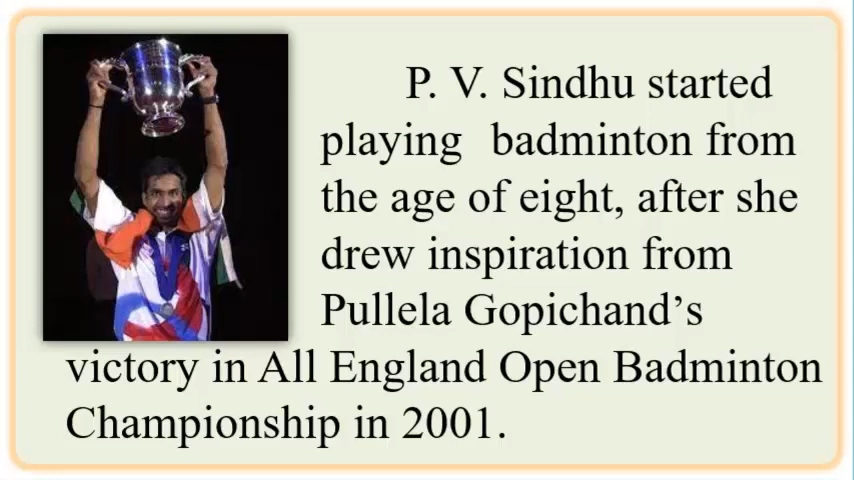 P. V. Sindhu started
playing badminton from
the age of eight, after she
drew inspiration from
Pullela Gopichand’s
victory in All England Open Badminton
Championship in 2001.